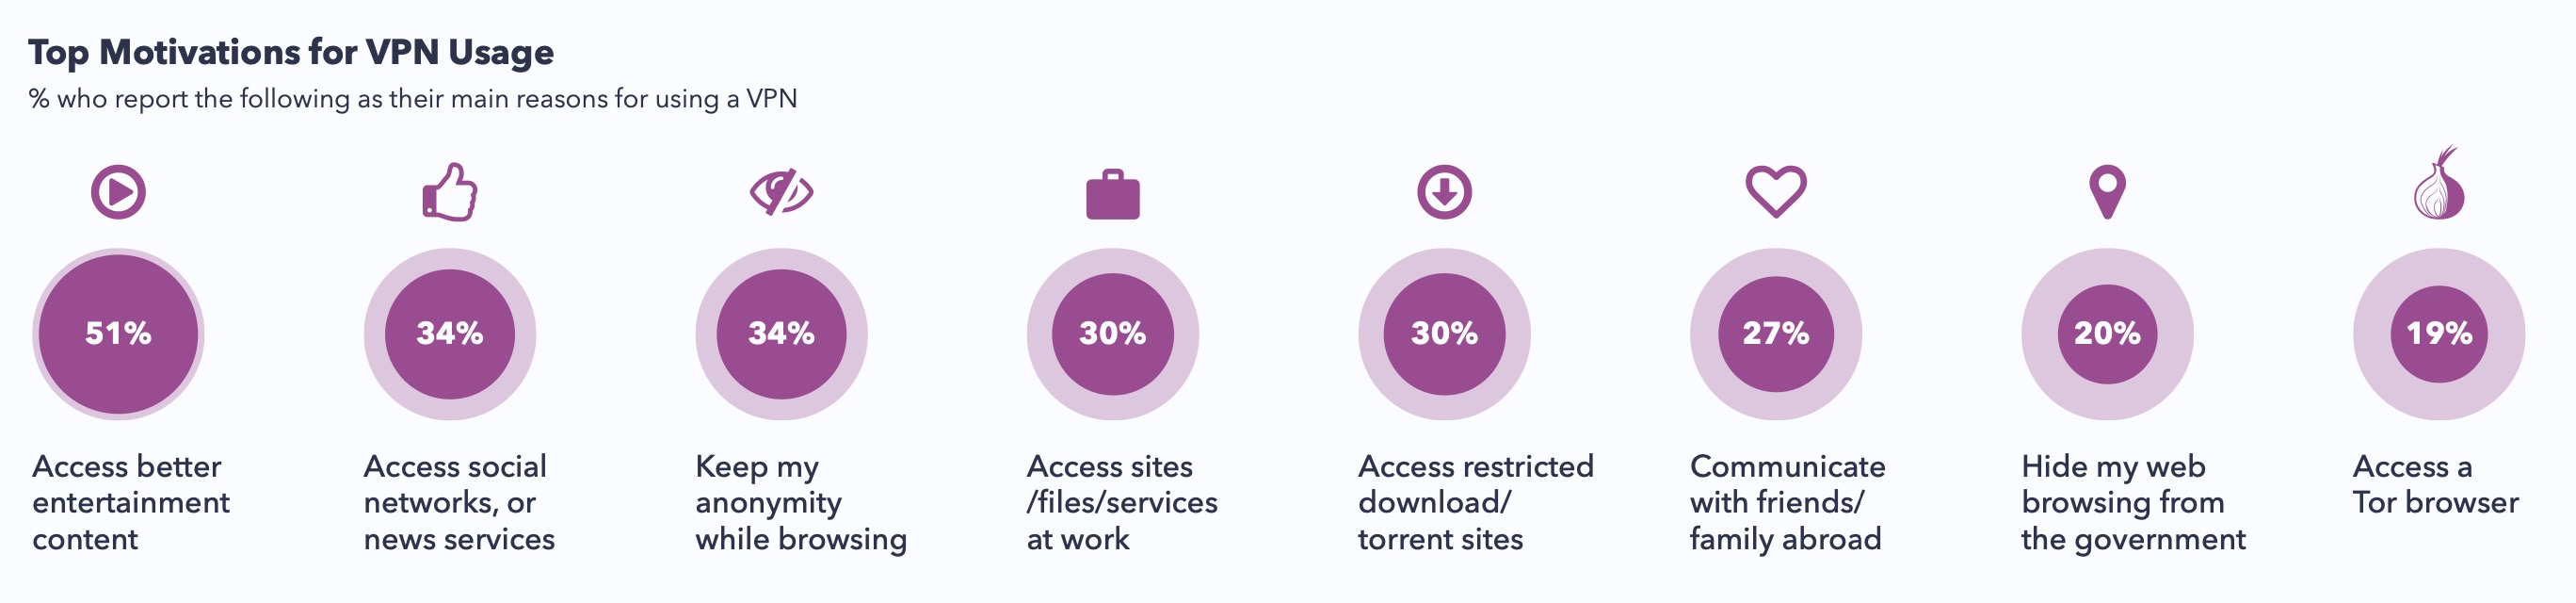 Top Motivations for VPN Usage
% who report the following as their main reasons for using a VPN
51%
Access better
entertainment
content
34%
Access social
networks, or
news services
34%
Keep my
anonymity
while browsing
30%
Access sites
/files/services
at work
30%
Access restricted
download/
torrent sites
27%
Communicate
with friends/
family abroad
20%
Hide my web
browsing from
the government
19%
Access a
Tor browser